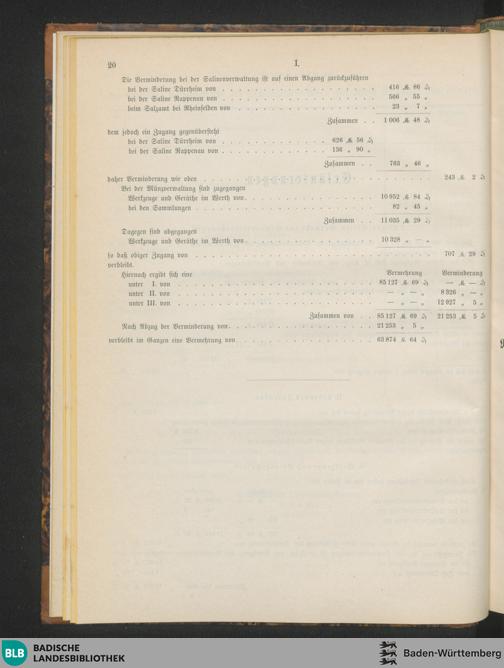 20 I.
Die Verminderung bei der Salinenverwaltung ist auf einen Abgang zurückzuführen
bei der Saline Dürrheim von . . . . . . . . . . . . . . . . . . 416 ℳ 86 ₰
bei der Saline Rappenau von . . . . . . . . . . . . . . . . . . 566 „ 55 „
beim Salzamt bei Rheinfelden von . . . . . . . . . . . . . . . . 23 „ 7 „
Zusammen . . 1 006 ℳ 48 ₰
dem jedoch ein Zugang gegenübersteht
bei der Saline Dürrheim von . . . . . . . . . . . . 626 ℳ 56 ₰
bei der Saline Rappenau von . . . . . . . . . . . . 136 „ 90 „
Zusammen . . 763 „ 46 „
daher Verminderung wie oben . . . . . . . . . . . . . . . . . . . . . . . . 243 ℳ 2 ₰
Bei der Münzverwaltung sind zugegangen
Werkzeuge und Geräthe im Werth von . . . . . . . . . . . . . . . 10 952 ℳ 84 ₰
bei den Sammlungen . . . . . . . . . . . . . . . . . . . . . 82 „ 45 „
Zusammen . . 11 035 ℳ 29 ₰
Dagegen sind abgegangen
Werkzeuge und Geräthe im Werth von . . . . . . . . . . . . . . . 10 328 „ — „
so daß obiger Zugang von . . . . . . . . . . . . . . . . . . . . . . . . . 707 ℳ 29 ₰
verbleibt.
Hiernach ergibt sich eine Vermehrung Verminderung
unter I. von . . . . . . . . . . . . . . . . . . . . . . . 85 127 ℳ 69 ₰ — ℳ — ₰
unter II. von . . . . . . . . . . . . . . . . . . . . . . . — „ — „ 8 326 „ — „
unter III. von . . . . . . . . . . . . . . . . . . . . . . . — „ — „ 12 927 „ 5 „
Zusammen von . . 85 127 ℳ 69 ₰ 21 253 ℳ 5 ₰
Nach Abzug der Verminderung von . . . . . . . . . . . . . . . . . 21 253 „ 5 „
verbleibt im Ganzen eine Vermehrung von . . . . . . . . . . . . . . . . 63 874 ℳ 64 ₰
BLB BADISCHE
LANDESBIBLIOTHEK
Baden-Württemberg